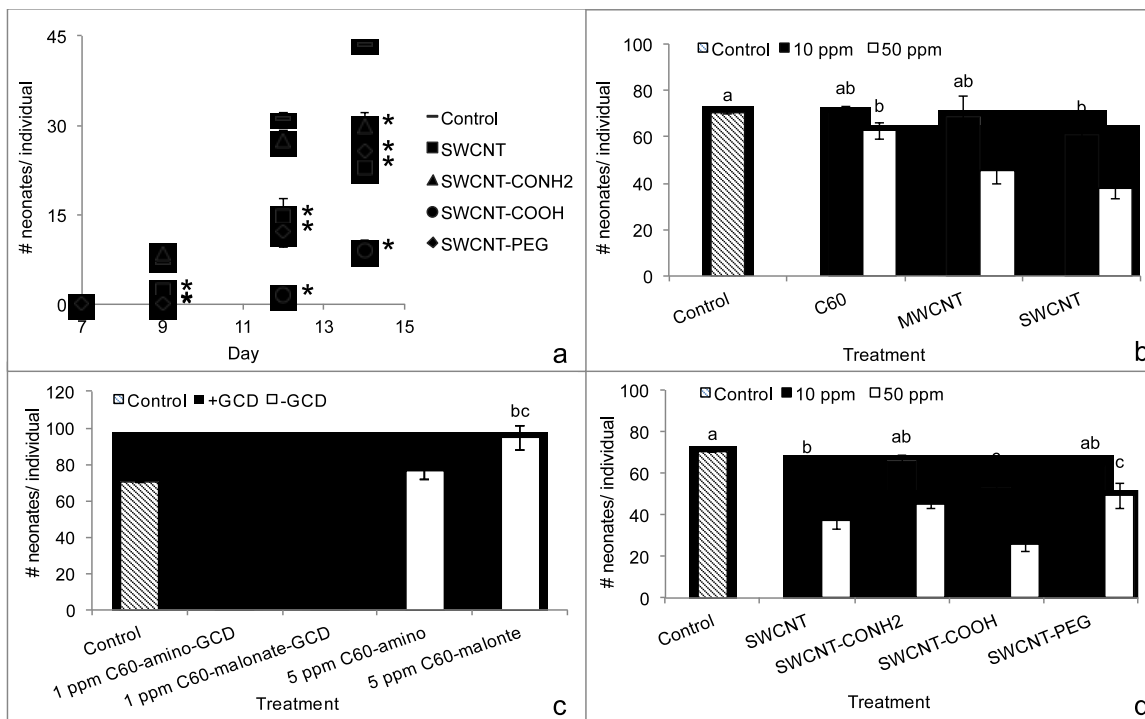 45
30
15
0
# neonates/ individual
7 9 11 13 15
Day
Control
SWCNT
SWCNT-CONH2
SWCNT-COOH
SWCNT-PEG
* * *
* * * *
* * *
a
100
80
60
40
20
0
# neonates/ individual
Control 10 ppm 50 ppm
a ab b ab b
Control C60 MWCNT SWCNT
Treatment
b
120
100
80
60
40
20
0
# neonates/ individual
Control +GCD -GCD
bc
Control 1 ppm C60-amino-GCD 1 ppm C60-malonate-GCD 5 ppm C60-amino 5 ppm C60-malonte
Treatment
c
100
80
60
40
20
0
# neonates/ individual
Control 10 ppm 50 ppm
a b ab ab c
Control SWCNT SWCNT-CONH2 SWCNT-COOH SWCNT-PEG
Treatment
d